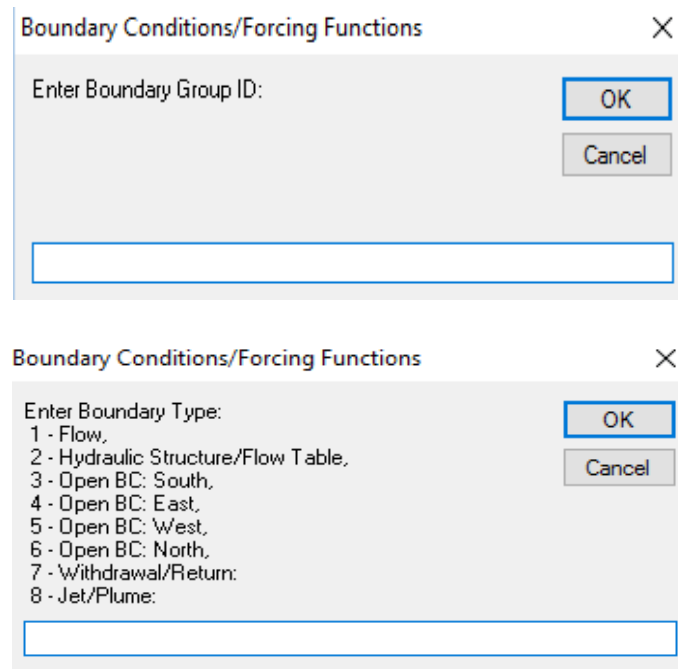 Boundary Conditions/Forcing Functions
Enter Boundary Group ID:
OK
Cancel
Boundary Conditions/Forcing Functions
Enter Boundary Type:
1 - Flow,
2 - Hydraulic Structure/Flow Table,
3 - Open BC: South,
4 - Open BC: East,
5 - Open BC: West,
6 - Open BC: North,
7 - Withdrawal/Return:
8 - Jet/Plume:
OK
Cancel